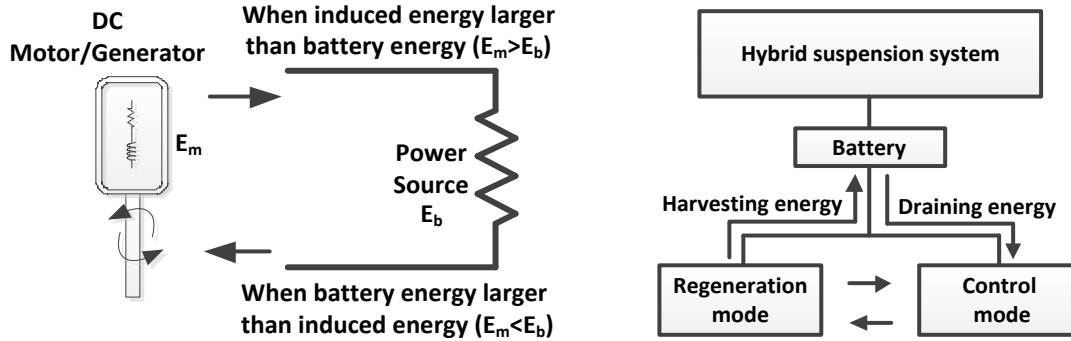 DC
Motor/Generator
Em
When induced energy larger
than battery energy (Em>Eb)
Power
Source
Eb
When battery energy larger
than induced energy (Em<Eb)
Hybrid suspension system
Battery
Harvesting energy
Draining energy
Regeneration
mode
Control
mode